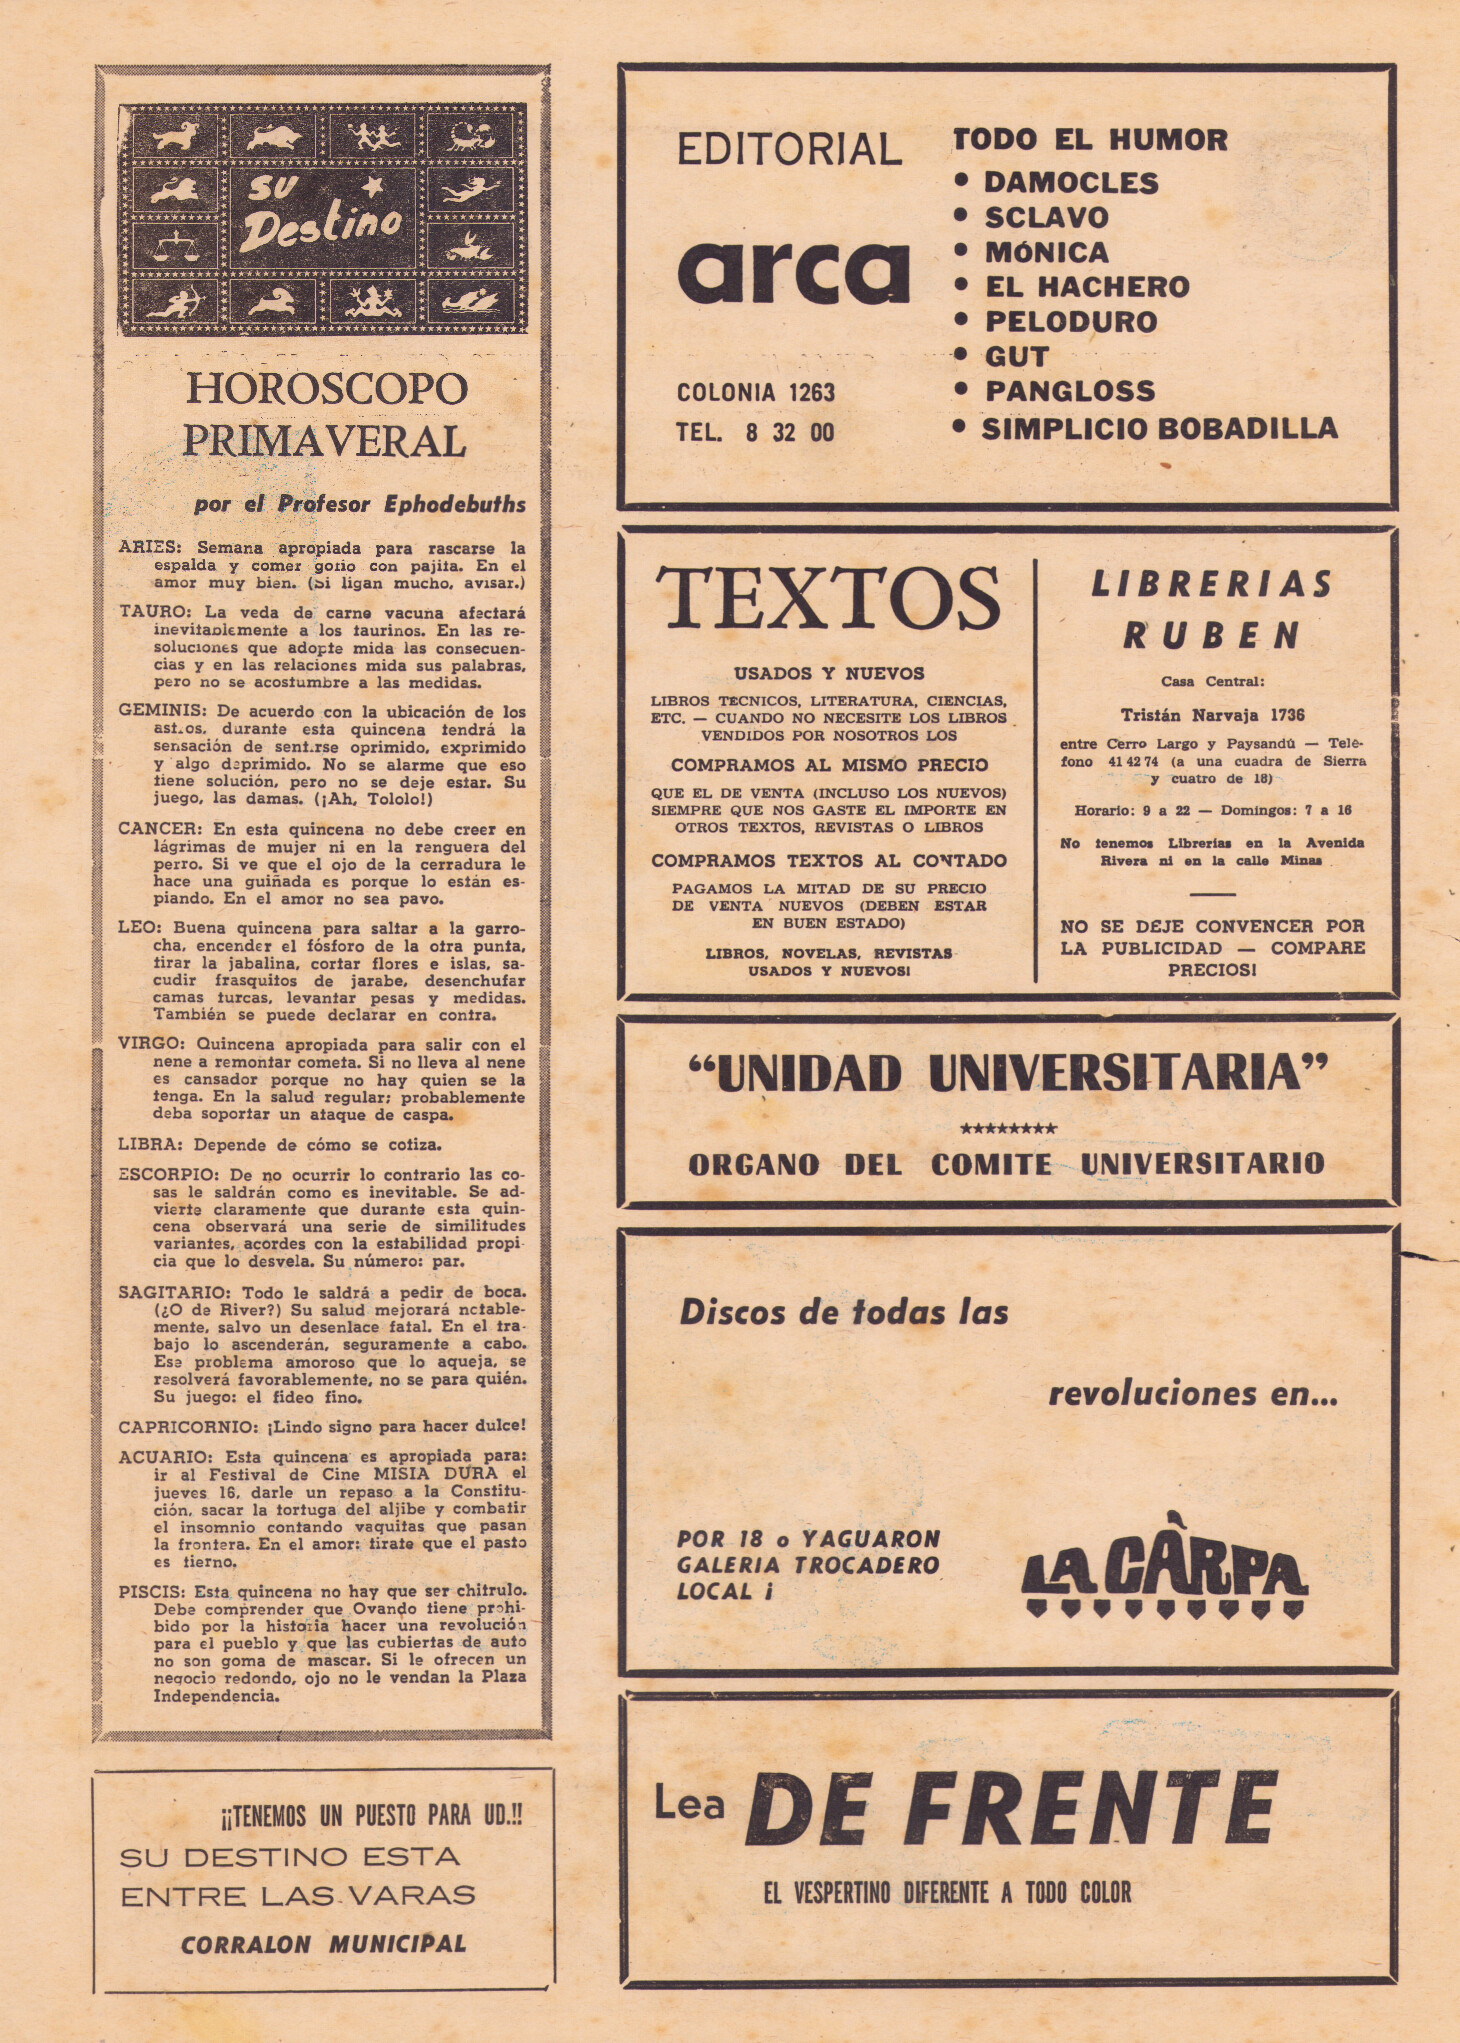 SU
Destino
HOROSCOPO
PRIMAVERAL
por el Profesor Ephodebuths
ARIES: Semana apropiada para rascarse la
espalda y comer gofio con pajita. En el
amor muy bien. (Si ligan mucho, avisar.)
TAURO: La veda de carne vacuna afectará
inevitablemente a los taurinos. En las re-
soluciones que adopte mida las consecuen-
cias y en las relaciones mida sus palabras,
pero no se acostumbre a las medidas.
GEMINIS: De acuerdo con la ubicación de los
astros, durante esta quincena tendrá la
sensación de sentirse oprimido, exprimido
y algo deprimido. No se alarme que eso
tiene solución, pero no se deje estar. Su
juego, las damas. (¡Ah, Tololo!)
CANCER: En esta quincena no debe creer en
lágrimas de mujer ni en la renguera del
perro. Si ve que el ojo de la cerradura le
hace una guiñada es porque lo están es-
piando. En el amor no sea pavo.
LEO: Buena quincena para saltar a la garro-
cha, encender el fósforo de la otra punta,
tirar la jabalina, cortar flores e islas, sa-
cudir frasquitos de jarabe, desenchufar
camas turcas, levantar pesas y medidas.
También se puede declarar en contra.
VIRGO: Quincena apropiada para salir con el
nene a remontar cometa. Si no lleva al nene
es cansador porque no hay quien se la
tenga. En la salud regular; probablemente
deba soportar un ataque de caspa.
LIBRA: Depende de cómo se cotiza.
ESCORPIO: De no ocurrir lo contrario las co-
sas le saldrán como es inevitable. Se ad-
vierte claramente que durante esta quin-
cena observará una serie de similitudes
variantes, acordes con la estabilidad propi-
cia que lo desvela. Su número: par.
SAGITARIO: Todo le saldrá a pedir de boca.
(¿O de River?) Su salud mejorará notable-
mente, salvo un desenlace fatal. En el tra-
bajo lo ascenderán, seguramente a cabo.
Ese problema amoroso que lo aqueja, se
resolverá favorablemente, no se para quién.
Su juego: el fideo fino.
CAPRICORNIO: ¡Lindo signo para hacer dulce!
ACUARIO: Esta quincena es apropiada para:
ir al Festival de Cine MISIA DURA el
jueves 16, darle un repaso a la Constitu-
ción, sacar la tortuga del aljibe y combatir
el insomnio contando vaquitas que pasan
la frontera. En el amor: tirate que el pasto
es tierno.
PISCIS: Esta quincena no hay que ser chitrulo.
Debe comprender que Ovando tiene prohi-
bido por la historia hacer una revolución
para el pueblo y que las cubiertas de auto
no son goma de mascar. Si le ofrecen un
negocio redondo, ojo no le vendan la Plaza
Independencia.
¡¡TENEMOS UN PUESTO PARA UD.!!
SU DESTINO ESTA
ENTRE LAS VARAS
CORRALON MUNICIPAL
EDITORIAL
arca
COLONIA 1263
TEL. 8 32 00
TODO EL HUMOR
• DAMOCLES
• SCLAVO
• MÓNICA
• EL HACHERO
• PELODURO
• GUT
• PANGLOSS
• SIMPLICIO BOBADILLA
TEXTOS
USADOS Y NUEVOS
LIBROS TECNICOS, LITERATURA, CIENCIAS,
ETC. — CUANDO NO NECESITE LOS LIBROS
VENDIDOS POR NOSOTROS LOS
COMPRAMOS AL MISMO PRECIO
QUE EL DE VENTA (INCLUSO LOS NUEVOS)
SIEMPRE QUE NOS GASTE EL IMPORTE EN
OTROS TEXTOS, REVISTAS O LIBROS
COMPRAMOS TEXTOS AL CONTADO
PAGAMOS LA MITAD DE SU PRECIO
DE VENTA NUEVOS (DEBEN ESTAR
EN BUEN ESTADO)
LIBROS, NOVELAS, REVISTAS
USADOS Y NUEVOS!
LIBRERIAS
RUBEN
Casa Central:
Tristán Narvaja 1736
entre Cerro Largo y Paysandú — Telé-
fono 41 42 74 (a una cuadra de Sierra
y cuatro de 18)
Horario: 9 a 22 — Domingos: 7 a 16
No tenemos Librerías en la Avenida
Rivera ni en la calle Minas
NO SE DEJE CONVENCER POR
LA PUBLICIDAD — COMPARE
PRECIOS!
“UNIDAD UNIVERSITARIA”
★★★★★★★★
ORGANO DEL COMITE UNIVERSITARIO
Discos de todas las
revoluciones en...
POR 18 o YAGUARON
GALERIA TROCADERO
LOCAL i
LA CÀRPA
Lea DE FRENTE
EL VESPERTINO DIFERENTE A TODO COLOR